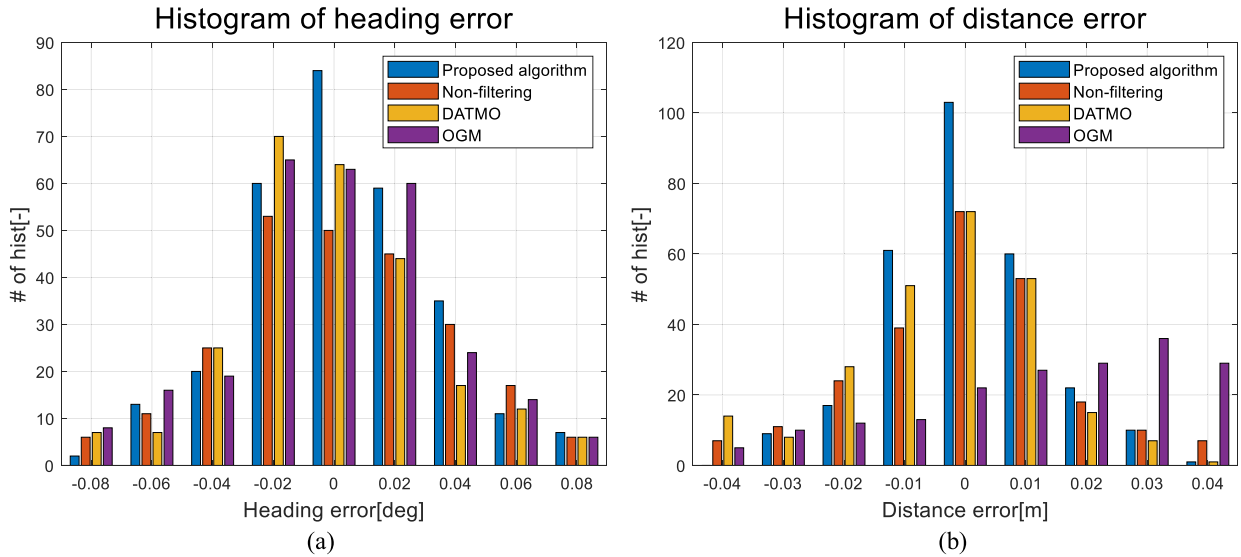 Histogram of heading error
90
80
70
60
50
40
30
20
10
0
# of hist[-]
Proposed algorithm
Non-filtering
DATMO
OGM
-0.08 -0.06 -0.04 -0.02 0 0.02 0.04 0.06 0.08
Heading error[deg]
(a)
Histogram of distance error
120
100
80
60
40
20
0
# of hist[-]
Proposed algorithm
Non-filtering
DATMO
OGM
-0.04 -0.03 -0.02 -0.01 0 0.01 0.02 0.03 0.04
Distance error[m]
(b)